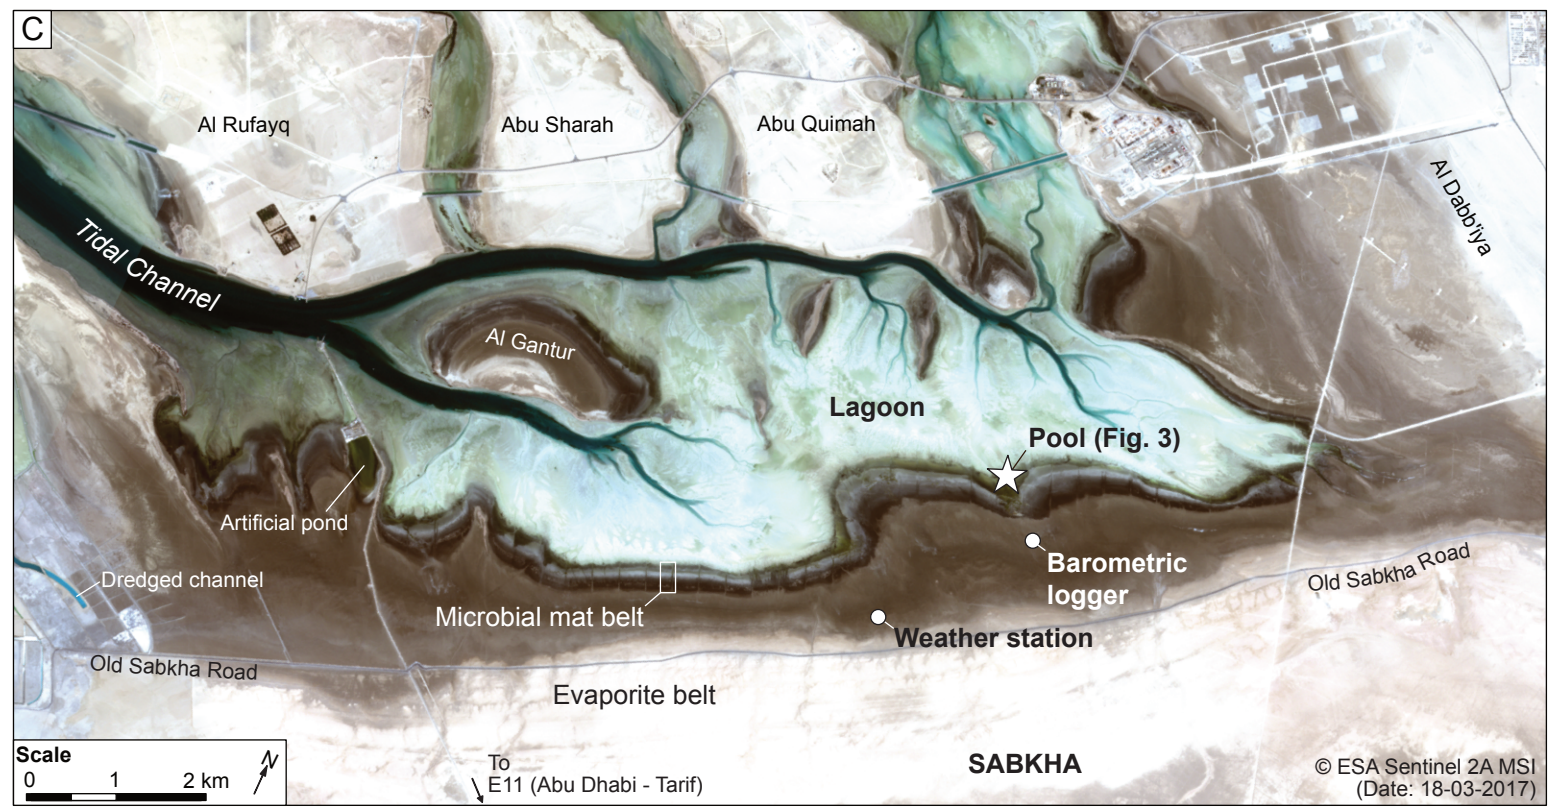 C
Al Rufayq
Abu Sharah
Abu Quimah
Al Dabb'iya
Tidal Channel
Al Gantur
Lagoon
Pool (Fig. 3)
Artificial pond
Dredged channel
Microbial mat belt
Barometric
logger
Old Sabkha Road
Weather station
Old Sabkha Road
Evaporite belt
Scale
0 1 2 km
N
To
E11 (Abu Dhabi - Tarif)
SABKHA
© ESA Sentinel 2A MSI
(Date: 18-03-2017)